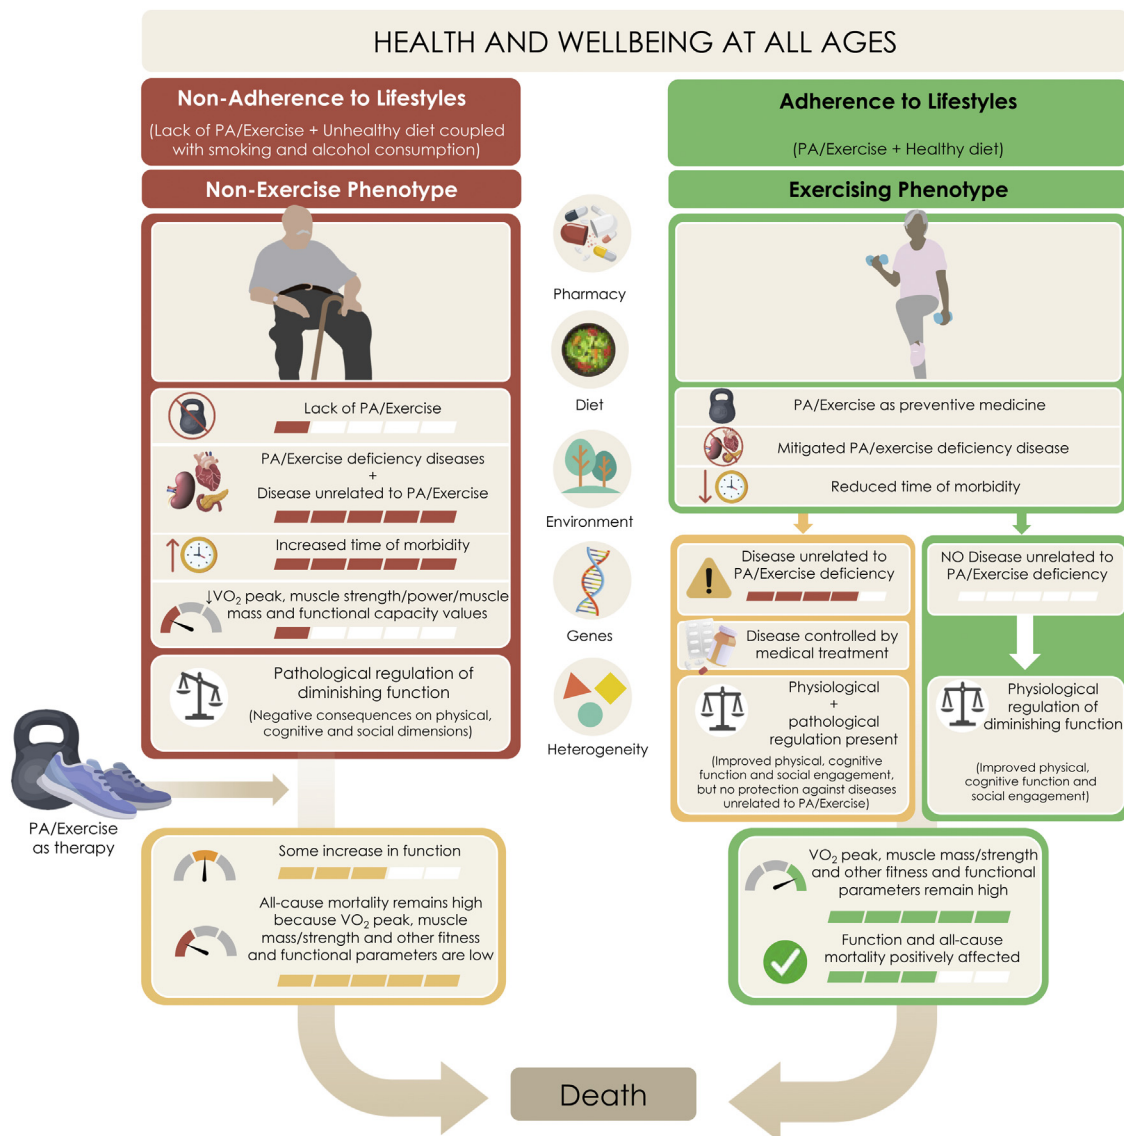 HEALTH AND WELLBEING AT ALL AGES
Non-Adherence to Lifestyles
(Lack of PA/Exercise + Unhealthy diet coupled
with smoking and alcohol consumption)
Non-Exercise Phenotype
Lack of PA/Exercise
PA/Exercise deficiency diseases
+
Disease unrelated to PA/Exercise
Increased time of morbidity
↓VO₂ peak, muscle strength/power/muscle
mass and functional capacity values
Pathological regulation of
diminishing function
(Negative consequences on physical,
cognitive and social dimensions)
PA/Exercise
as therapy
Some increase in function
All-cause mortality remains high
because VO₂ peak, muscle
mass/strength and other fitness
and functional parameters are low
Pharmacy
Diet
Environment
Genes
Heterogeneity
Adherence to Lifestyles
(PA/Exercise + Healthy diet)
Exercising Phenotype
PA/Exercise as preventive medicine
Mitigated PA/exercise deficiency disease
Reduced time of morbidity
Disease unrelated to
PA/Exercise deficiency
Disease controlled by
medical treatment
Physiological
+
pathological
regulation present
(Improved physical, cognitive
function and social engagement,
but no protection against diseases
unrelated to PA/Exercise)
NO Disease unrelated to
PA/Exercise deficiency
Physiological
regulation of
diminishing function
(Improved physical,
cognitive function and
social engagement)
VO₂ peak, muscle mass/strength
and other fitness and functional
parameters remain high
Function and all-cause
mortality positively affected
Death